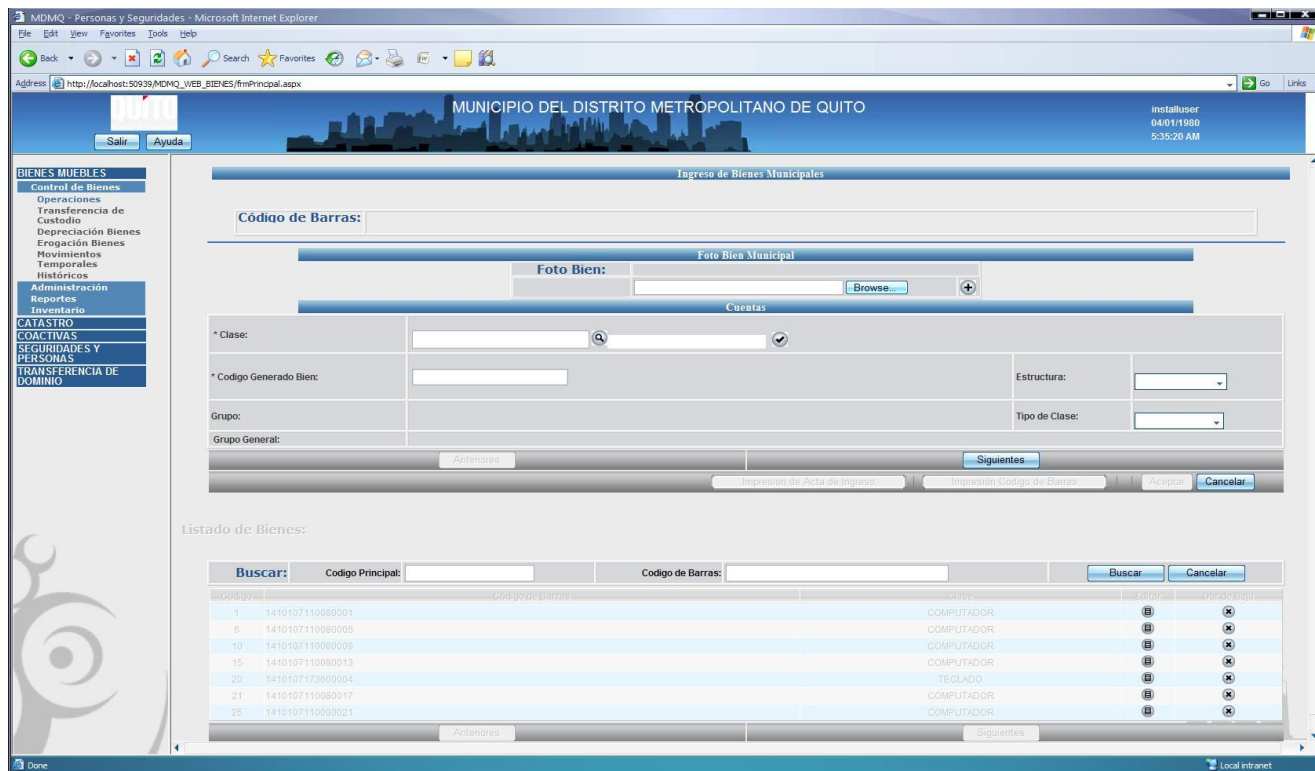 MDMQ - Personas y Seguridades - Microsoft Internet Explorer
File Edit View Favorites Tools Help
Back Search Favorites
Address http://localhost:50939/MDMQ_WEB_BIENES/frmPrincipal.aspx Go Links
QUITO
MUNICIPIO DEL DISTRITO METROPOLITANO DE QUITO
installuser
04/01/1980
5:35:20 AM
Salir Ayuda
BIENES MUEBLES
Control de Bienes
Operaciones
Transferencia de
Custodio
Depreciación Bienes
Erogación Bienes
Movimientos
Temporales
Históricos
Administración
Reportes
Inventario
CATASTRO
COACTIVAS
SEGURIDADES Y
PERSONAS
TRANSFERENCIA DE
DOMINIO
Ingreso de Bienes Municipales
Código de Barras:
Foto Bien Municipal
Foto Bien:
Browse...
Cuentas
* Clase:
* Codigo Generado Bien: Estructura:
Grupo: Tipo de Clase:
Grupo General:
Anteriores Siguientes
Impresion de Acta de Ingreso Impresión Codigo de Barras Aceptar Cancelar
Listado de Bienes:
Buscar: Codigo Principal: Codigo de Barras: Buscar Cancelar
Codigo Codigo de Barras Clase Editar Dar de Baja
1 1410107110080001 COMPUTADOR
6 1410107110080005 COMPUTADOR
10 1410107110080009 COMPUTADOR
15 1410107110080013 COMPUTADOR
20 1410107173600004 TECLADO
21 1410107110080017 COMPUTADOR
25 1410107110080021 COMPUTADOR
Anteriores Siguientes
Done Local intranet